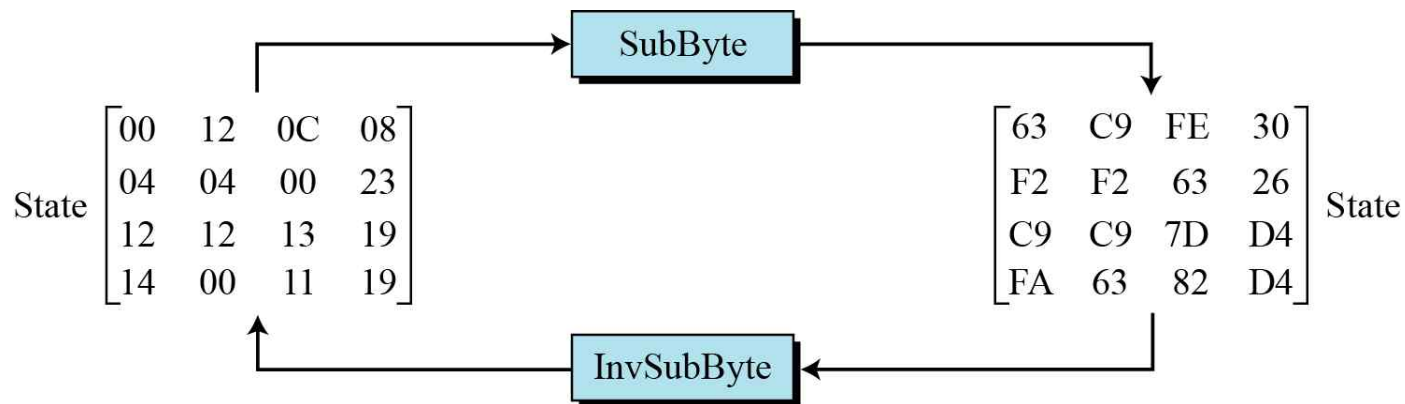 SubByte
00 12 0C 08 63 C9 FE 30
04 04 00 23 F2 F2 63 26
State State
12 12 13 19 C9 C9 7D D4
14 00 11 19 FA 63 82 D4
InvSubByte